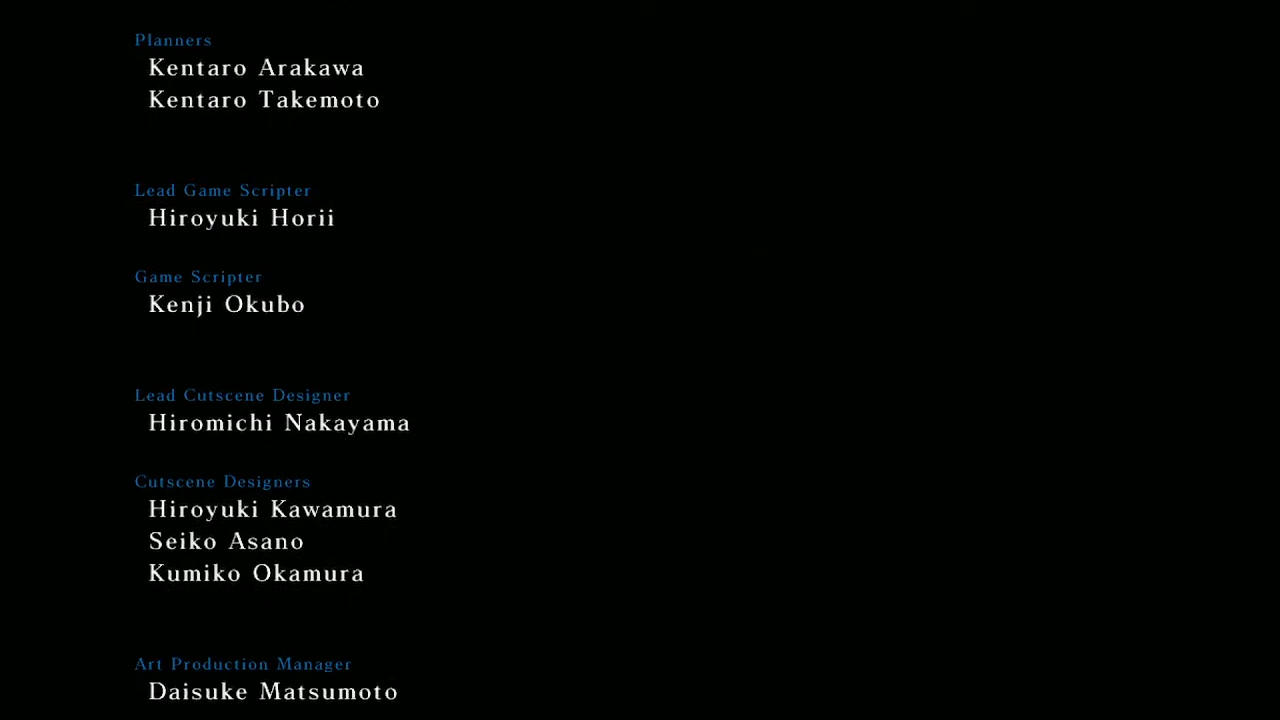 Planners
Kentaro Arakawa
Kentaro Takemoto
Lead Game Scripter
Hiroyuki Horii
Game Scripter
Kenji Okubo
Lead Cutscene Designer
Hiromichi Nakayama
Cutscene Designers
Hiroyuki Kawamura
Seiko Asano
Kumiko Okamura
Art Production Manager
Daisuke Matsumoto